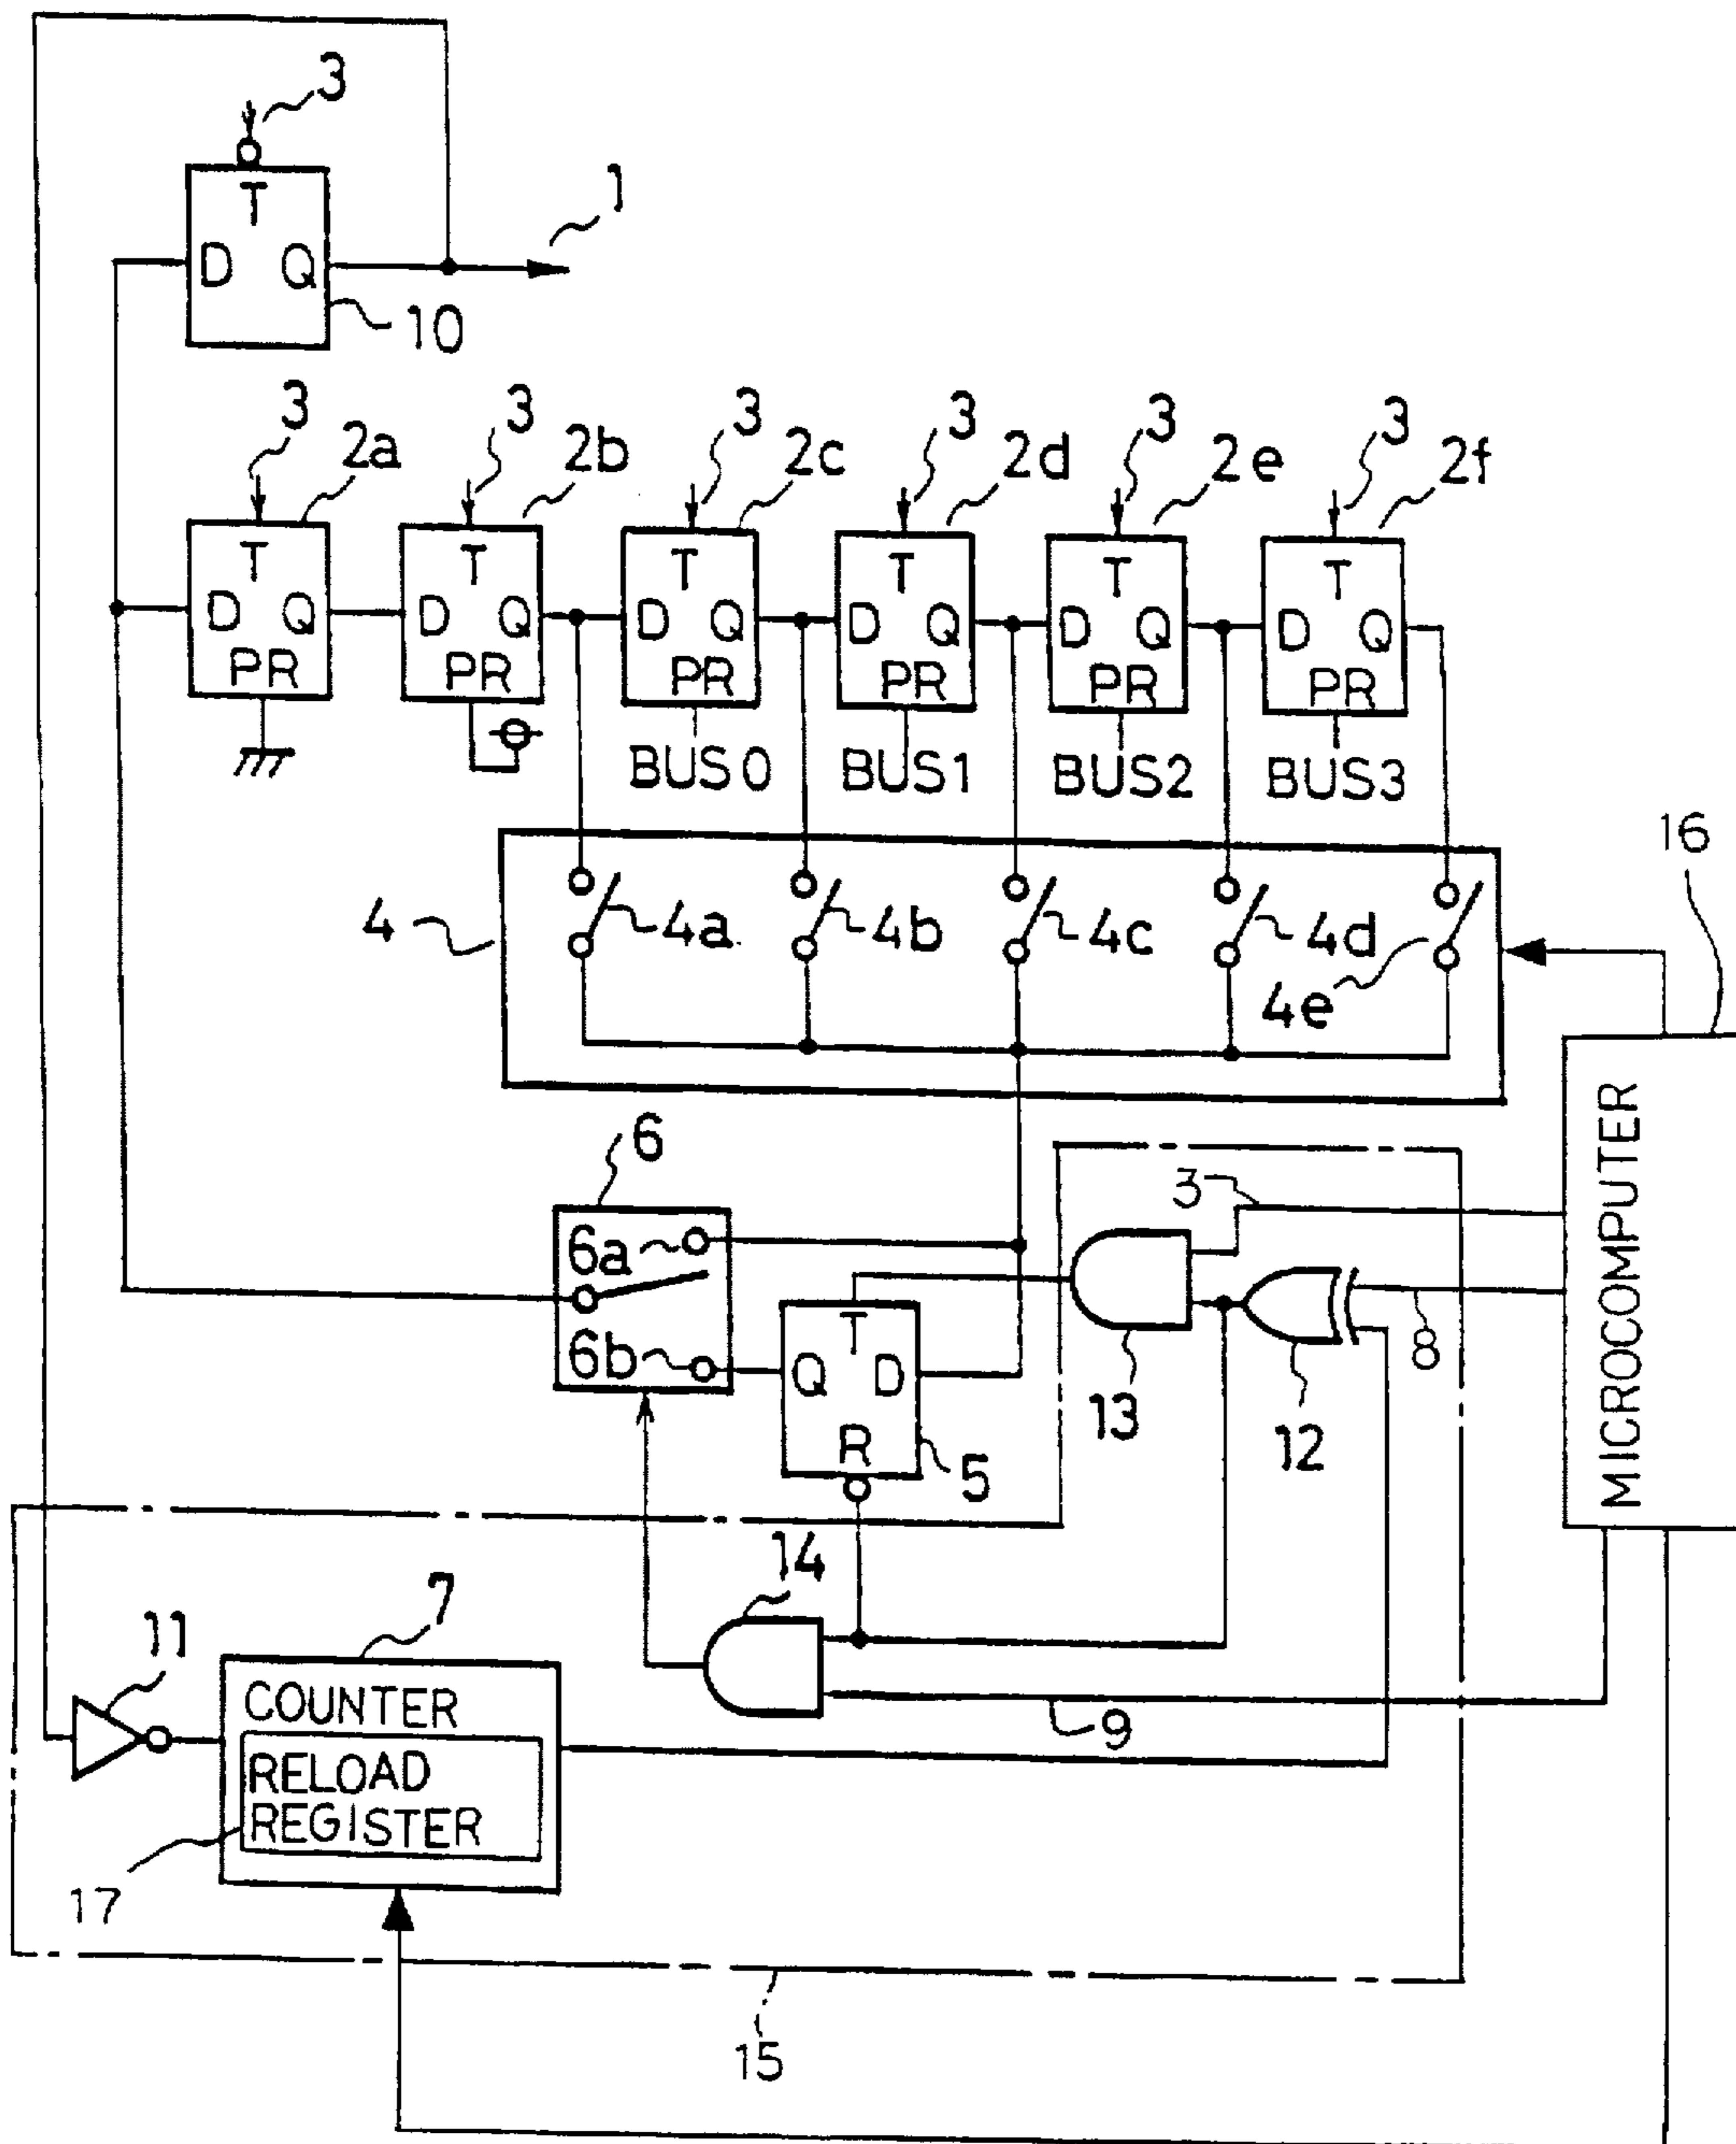 3
1
T
D Q
10
3 3 3 3 3 3
2a 2b 2c 2d 2e 2f
T T T T T T
D Q D Q D Q D Q D Q D Q
PR PR PR PR PR PR
BUS0 BUS1 BUS2 BUS3
16
4 4a 4b 4c 4d
4e
MICROCOMPUTER
6
3
6a
T
6b Q D
8
13
12
R
5
14
7
11
COUNTER
9
RELOAD
REGISTER
17
15